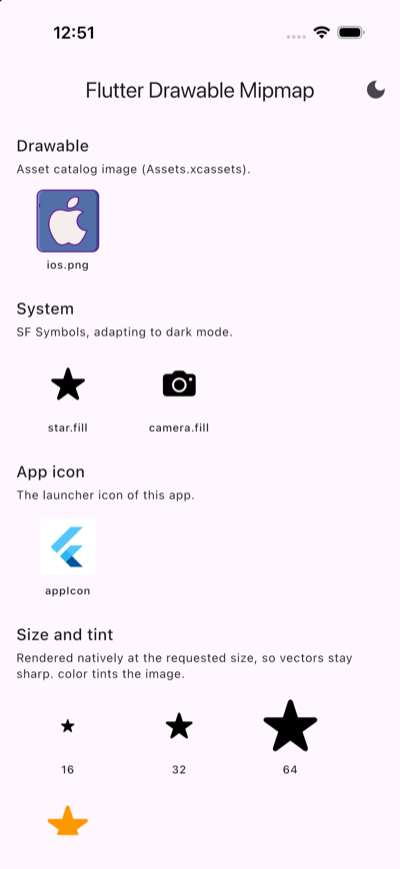 12:51
Flutter Drawable Mipmap
Drawable
Asset catalog image (Assets.xcassets).
ios.png
System
SF Symbols, adapting to dark mode.
star.fill camera.fill
App icon
The launcher icon of this app.
appIcon
Size and tint
Rendered natively at the requested size, so vectors stay
sharp. color tints the image.
16 32 64